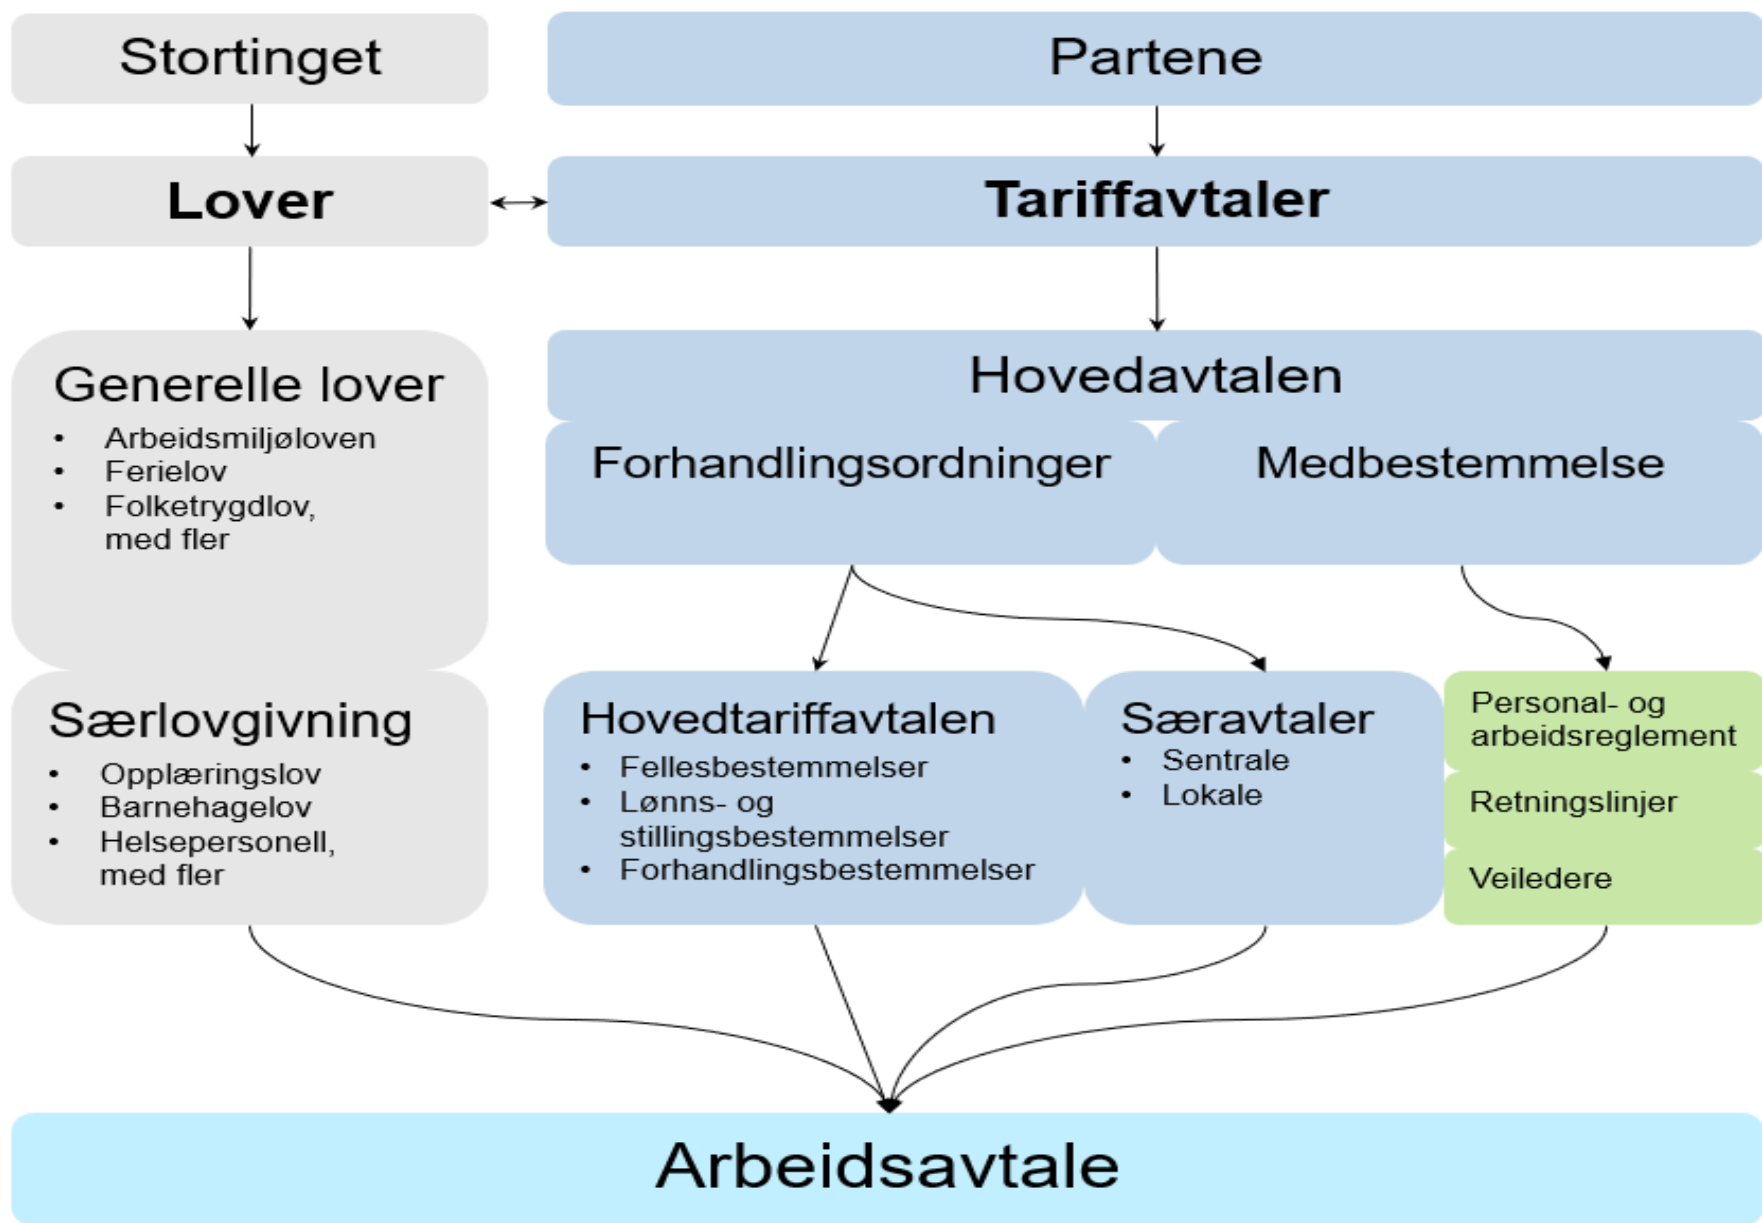 Stortinget
Partene
Lover
Tariffavtaler
Generelle lover
• Arbeidsmiljøloven
• Ferielov
• Folketrygdlov,
med fler
Hovedavtalen
Forhandlingsordninger
Medbestemmelse
Særlovgivning
• Opplæringslov
• Barnehagelov
• Helsepersonell,
med fler
Hovedtariffavtalen
• Fellesbestemmelser
• Lønns- og
stillingsbestemmelser
• Forhandlingsbestemmelser
Særavtaler
• Sentrale
• Lokale
Personal- og
arbeidsreglement
Retningslinjer
Veiledere
Arbeidsavtale